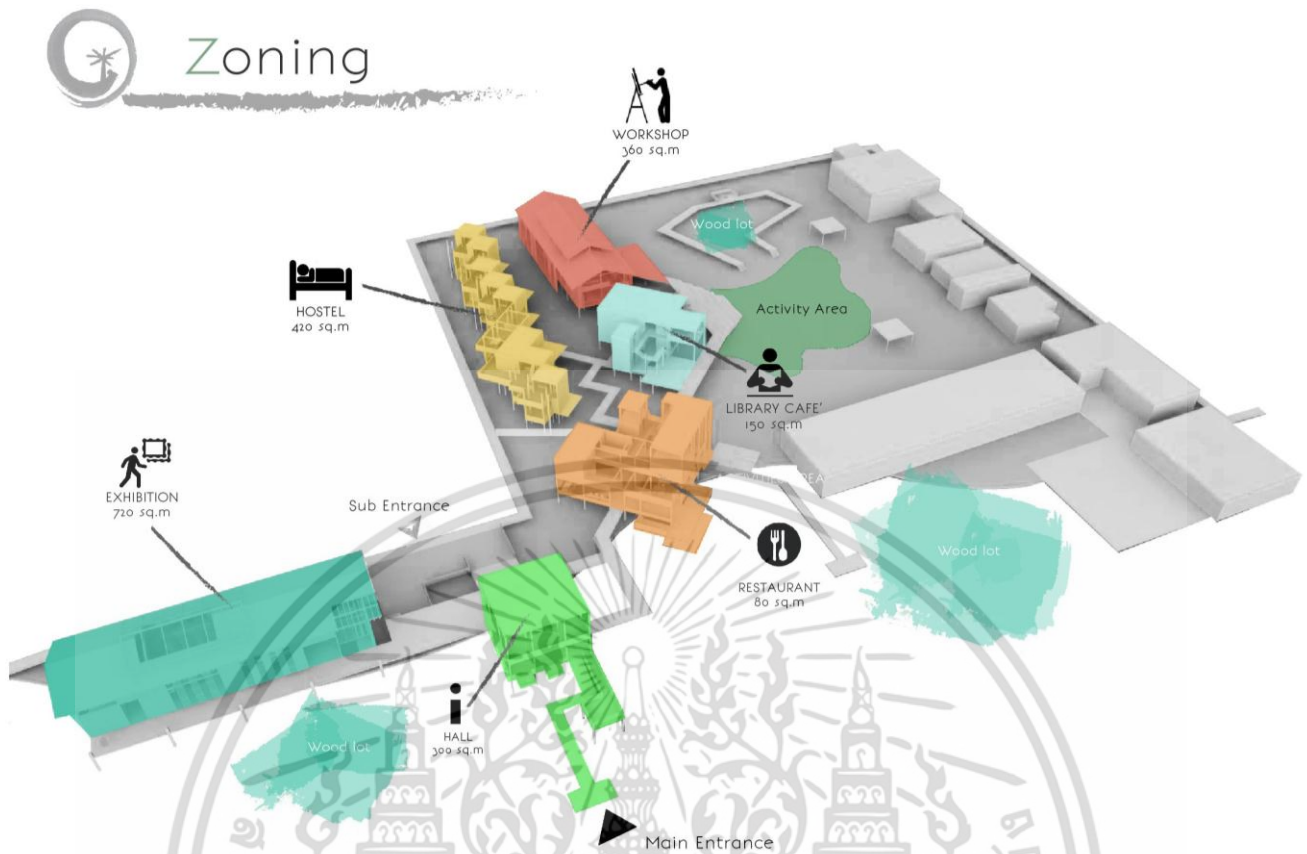 Zoning
WORKSHOP
360 sq.m
Wood lot
HOSTEL
420 sq.m
Activity Area
LIBRARY CAFE'
150 sq.m
EXHIBITION
720 sq.m
Sub Entrance
Wood lot
RESTAURANT
80 sq.m
HALL
300 sq.m
Wood lot
Main Entrance